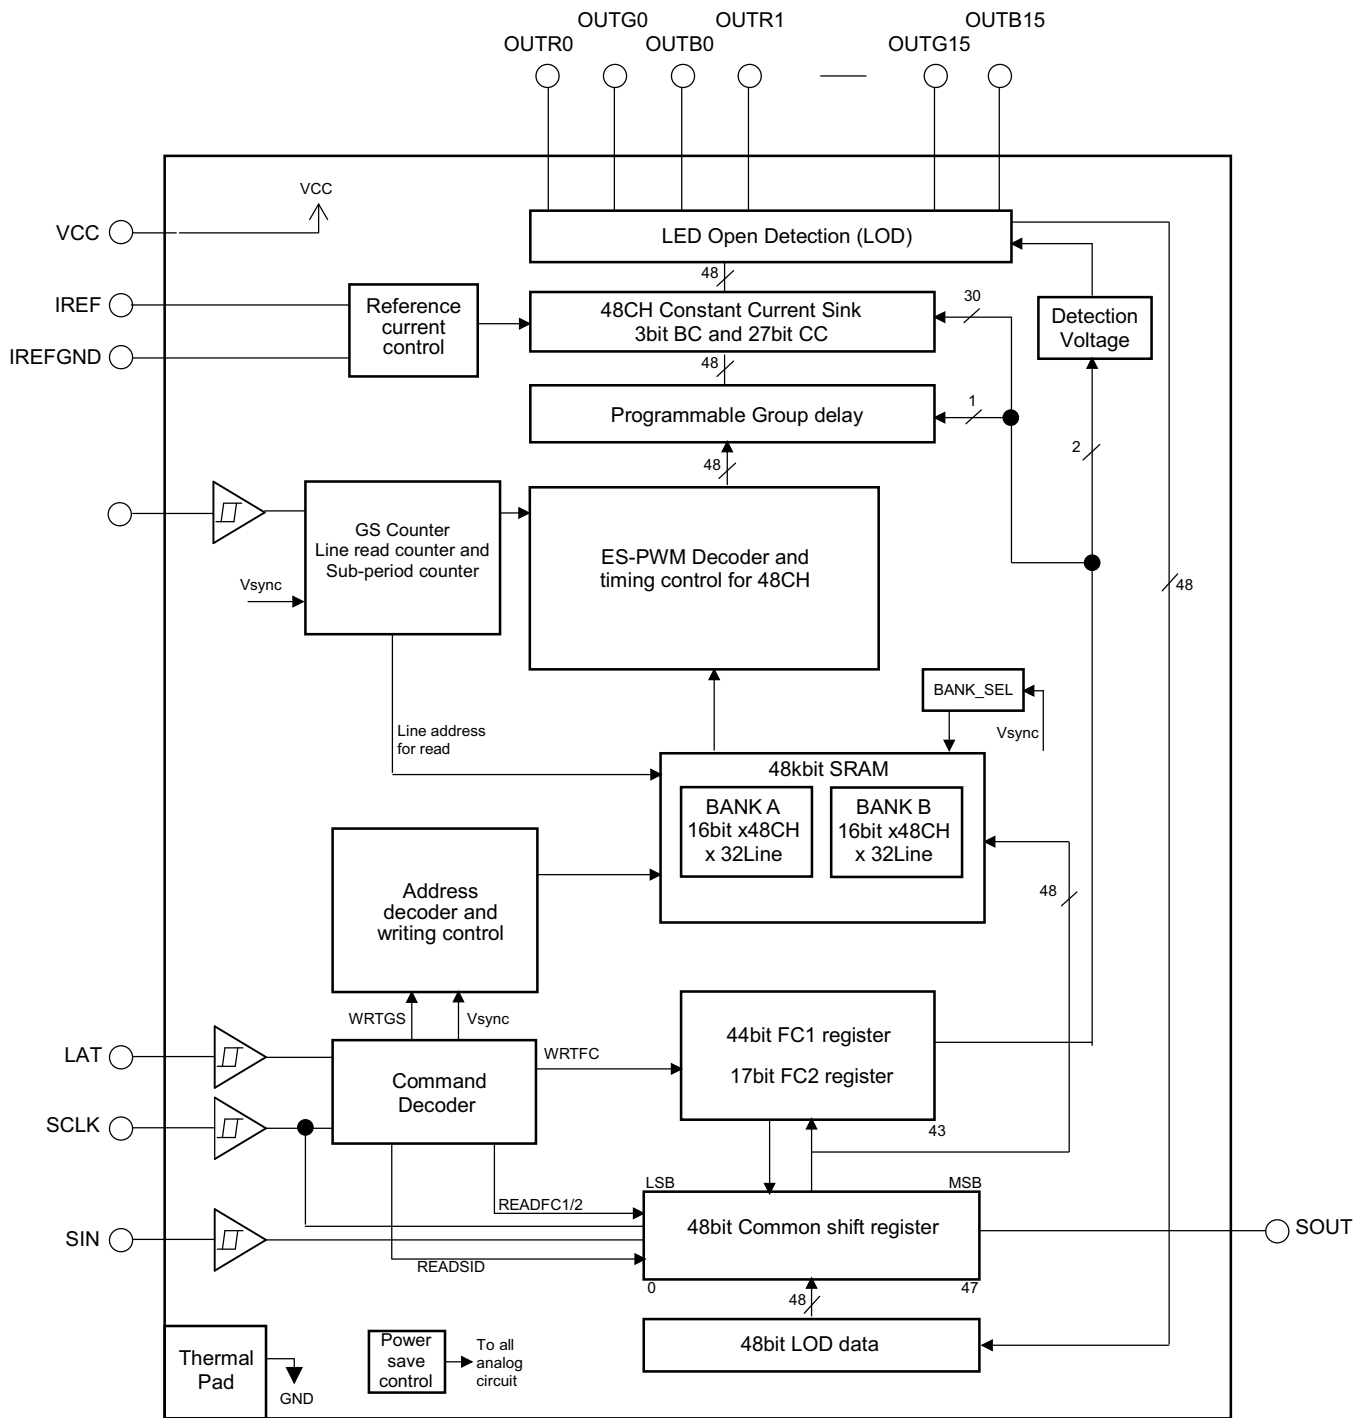 OUTG0
OUTR1
OUTB15
OUTR0
OUTB0
OUTG15
VCC
VCC
LED Open Detection (LOD)
48
IREF
Reference
current
control
48CH Constant Current Sink
3bit BC and 27bit CC
30
Detection
Voltage
IREFGND
48
Programmable Group delay
1
2
48
GS Counter
Line read counter and
Sub-period counter
Vsync
ES-PWM Decoder and
timing control for 48CH
48
BANK_SEL
Vsync
Line address
for read
48kbit SRAM
BANK A
16bit x48CH
x 32Line
BANK B
16bit x48CH
x 32Line
48
Address
decoder and
writing control
WRTGS
Vsync
LAT
WRTFC
44bit FC1 register
17bit FC2 register
43
Command
Decoder
SCLK
LSB
MSB
READFC1/2
48bit Common shift register
SIN
SOUT
READSID
0
47
48
48bit LOD data
Thermal
Pad
GND
Power
save
control
To all
analog
circuit